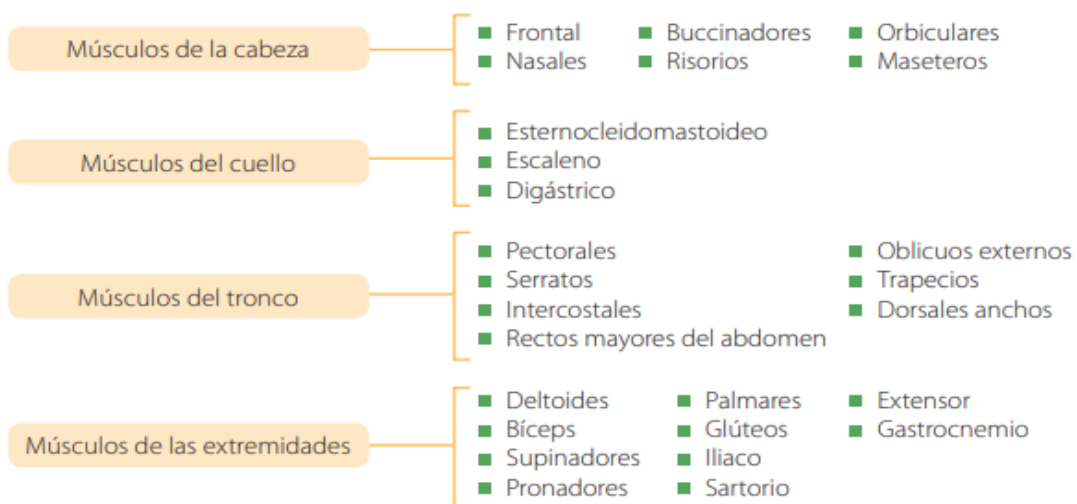 Músculos de la cabeza
Frontal
Nasales
Buccinadores
Risorios
Orbiculares
Maseteros
Músculos del cuello
Esternocleidomastoideo
Escaleno
Digástrico
Músculos del tronco
Pectorales
Serratos
Intercostales
Rectos mayores del abdomen
Oblicuos externos
Trapecios
Dorsales anchos
Músculos de las extremidades
Deltoides
Bíceps
Supinadores
Pronadores
Palmares
Glúteos
Iliaco
Sartorio
Extensor
Gastrocnemio